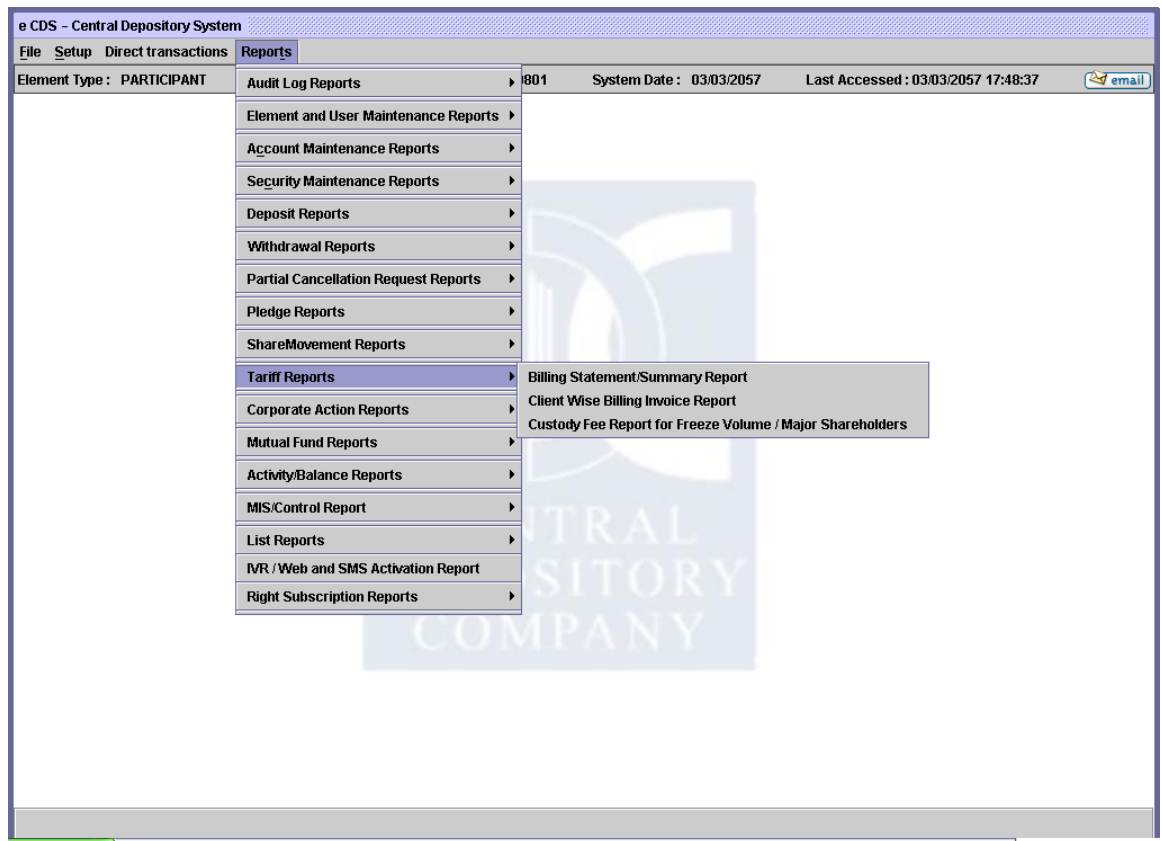 e CDS – Central Depository System
File Setup Direct transactions Reports
Element Type : PARTICIPANT 801 System Date : 03/03/2057 Last Accessed : 03/03/2057 17:48:37 email
Audit Log Reports
Element and User Maintenance Reports
Account Maintenance Reports
Security Maintenance Reports
Deposit Reports
Withdrawal Reports
Partial Cancellation Request Reports
Pledge Reports
ShareMovement Reports
Tariff Reports
Billing Statement/Summary Report
Client Wise Billing Invoice Report
Custody Fee Report for Freeze Volume / Major Shareholders
Corporate Action Reports
Mutual Fund Reports
Activity/Balance Reports
MIS/Control Report
List Reports
IVR / Web and SMS Activation Report
Right Subscription Reports
NTRAL
SITORY
COMPANY